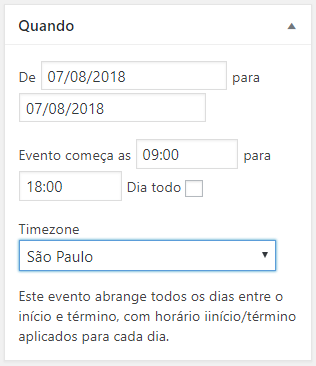 Quando
De 07/08/2018 para
07/08/2018
Evento começa as 09:00 para
18:00 Dia todo
Timezone
São Paulo
Este evento abrange todos os dias entre o
início e término, com horário iinício/término
aplicados para cada dia.